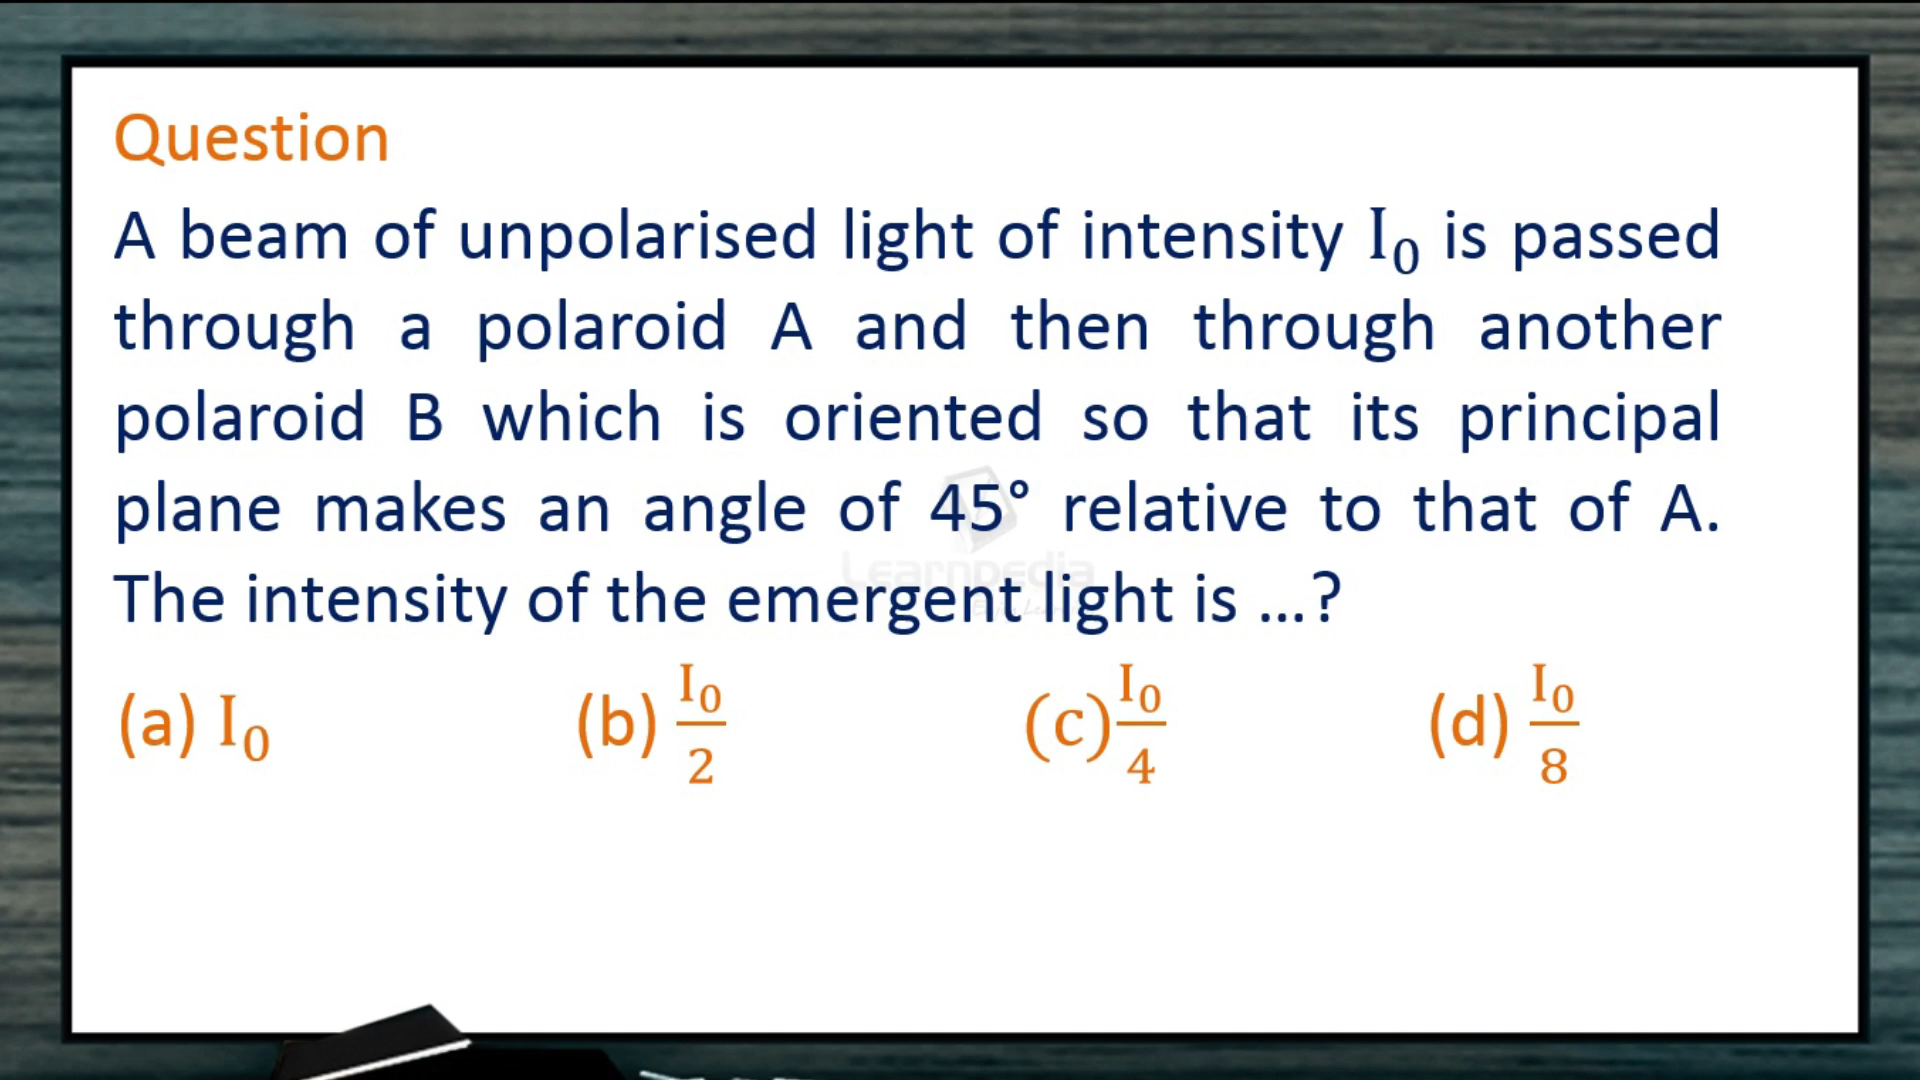 Question
A beam of unpolarised light of intensity I₀ is passed
through a polaroid A and then through another
polaroid B which is oriented so that its principal
plane makes an angle of 45° relative to that of A.
The intensity of the emergent light is ...?
(a) I₀ (b) I₀/2 (c) I₀/4 (d) I₀/8
Learnpedia